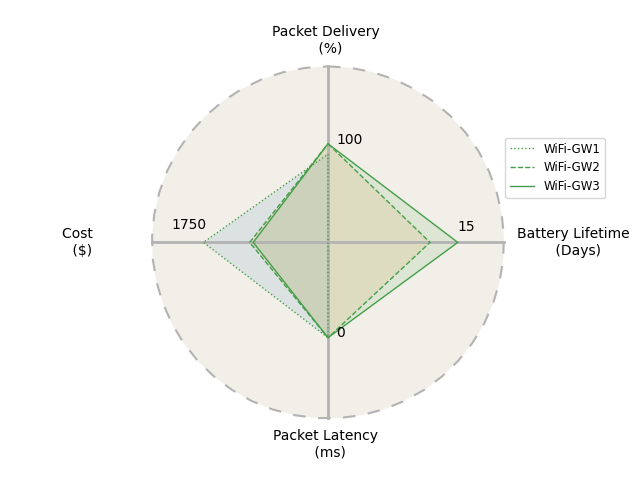 Packet Delivery
(%)
100
WiFi-GW1
WiFi-GW2
WiFi-GW3
1750
15
Cost
($)
Battery Lifetime
(Days)
0
Packet Latency
(ms)